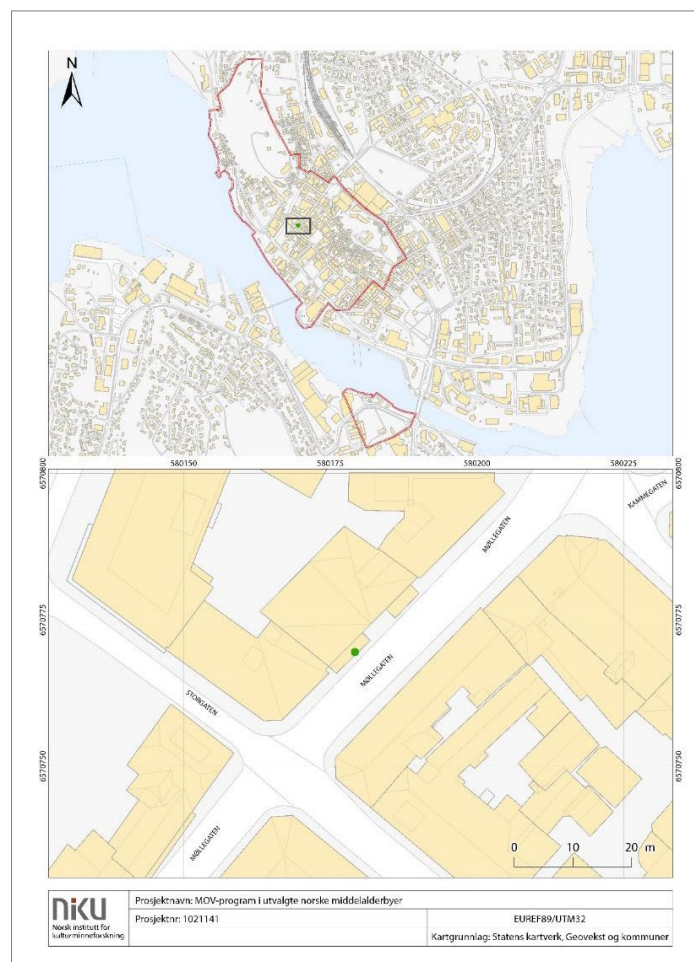 N
580150 580175 580200 580225
6570800 6570800
KAMMEGATEN
MØLLEGATEN
6570775 6570775
MØLLEGATEN
STORGATEN
6570750 6570750
MØLLEGATEN
0 10 20 m
niku
Norsk institutt for
kulturminneforskning
Prosjektnavn: MOV-program i utvalgte norske middelalderbyer
Prosjektnr: 1021141
EUREF89/UTM32
Kartgrunnlag: Statens kartverk, Geovekst og kommuner